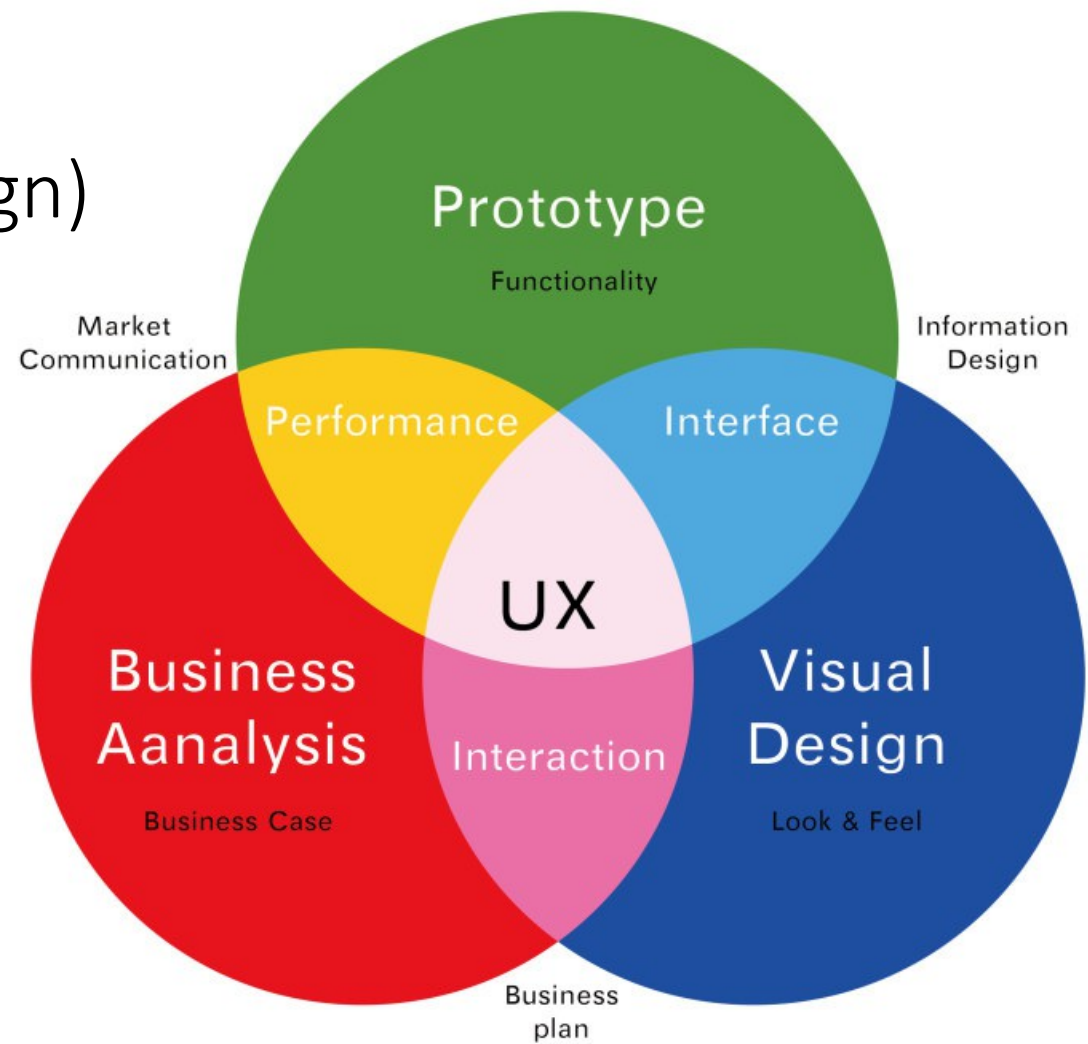 gn)
Prototype
Functionality
Market
Communication
Information
Design
Performance
Interface
UX
Business
Aanalysis
Business Case
Interaction
Visual
Design
Look & Feel
Business
plan